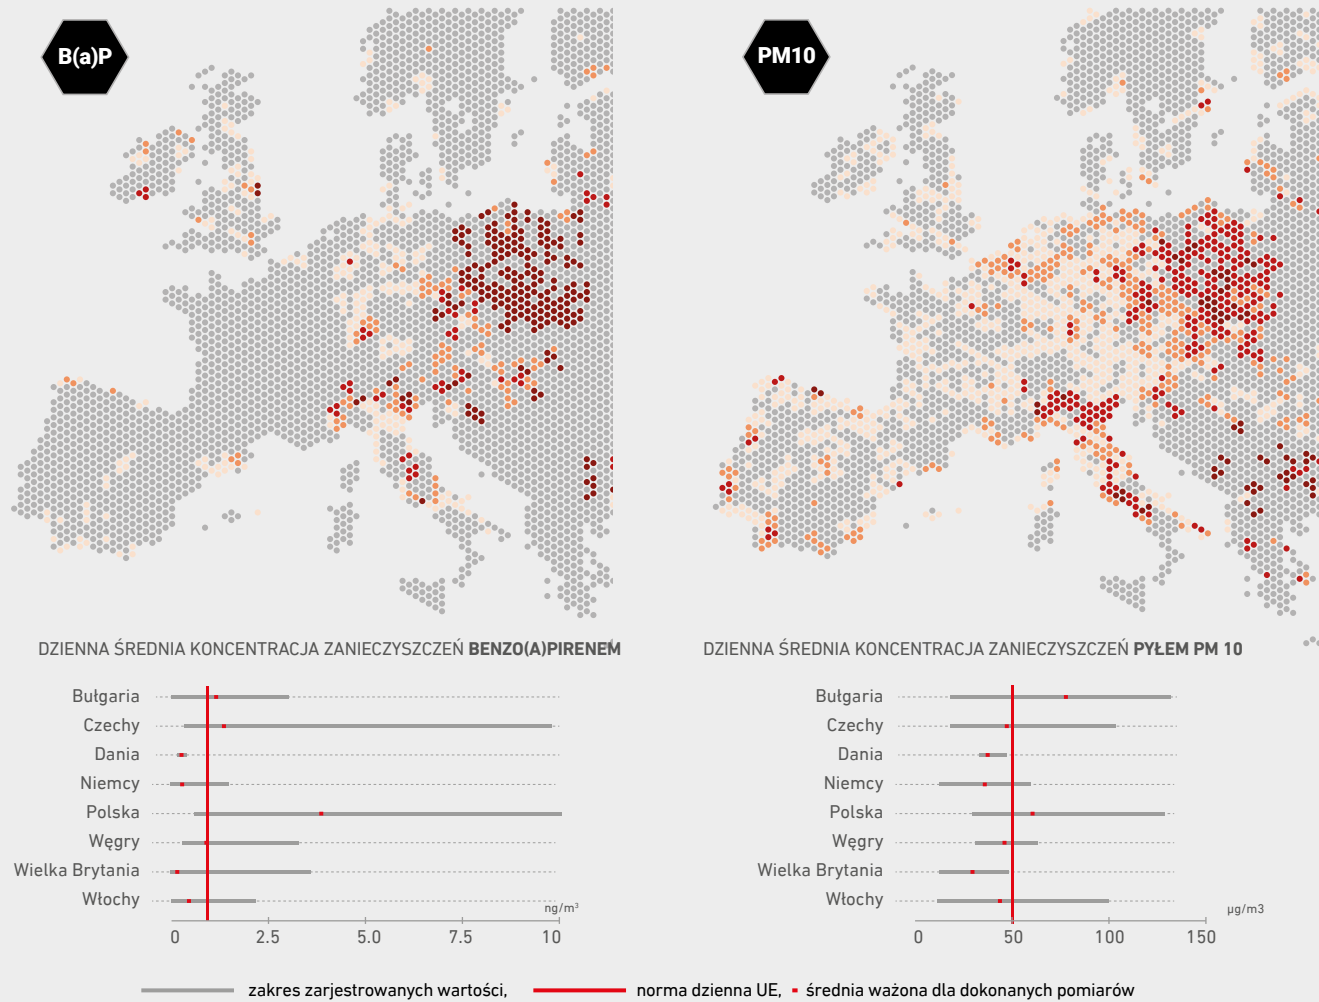 B(a)P
PM10
DZIENNA ŚREDNIA KONCENTRACJA ZANIECZYSZCZEŃ BENZO(A)PIRENEM
Bułgaria
Czechy
Dania
Niemcy
Polska
Węgry
Wielka Brytania
Włochy
ng/m³
0 2.5 5.0 7.5 10
DZIENNA ŚREDNIA KONCENTRACJA ZANIECZYSZCZEŃ PYŁEM PM 10
Bułgaria
Czechy
Dania
Niemcy
Polska
Węgry
Wielka Brytania
Włochy
µg/m3
0 50 100 150
zakres zarjestrowanych wartości, norma dzienna UE, średnia ważona dla dokonanych pomiarów